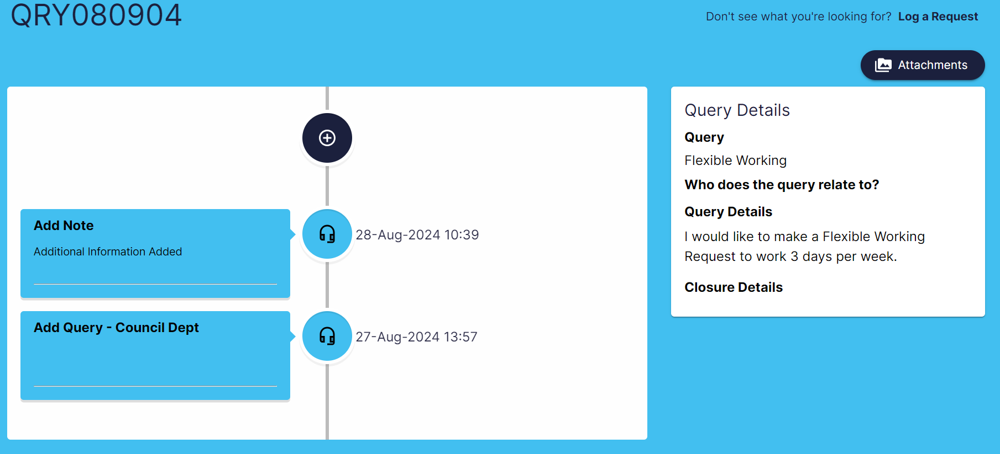 QRY080904
Don't see what you're looking for? Log a Request
Attachments
Add Note
Additional Information Added
28-Aug-2024 10:39
Add Query - Council Dept
27-Aug-2024 13:57
Query Details
Query
Flexible Working
Who does the query relate to?
Query Details
I would like to make a Flexible Working
Request to work 3 days per week.
Closure Details